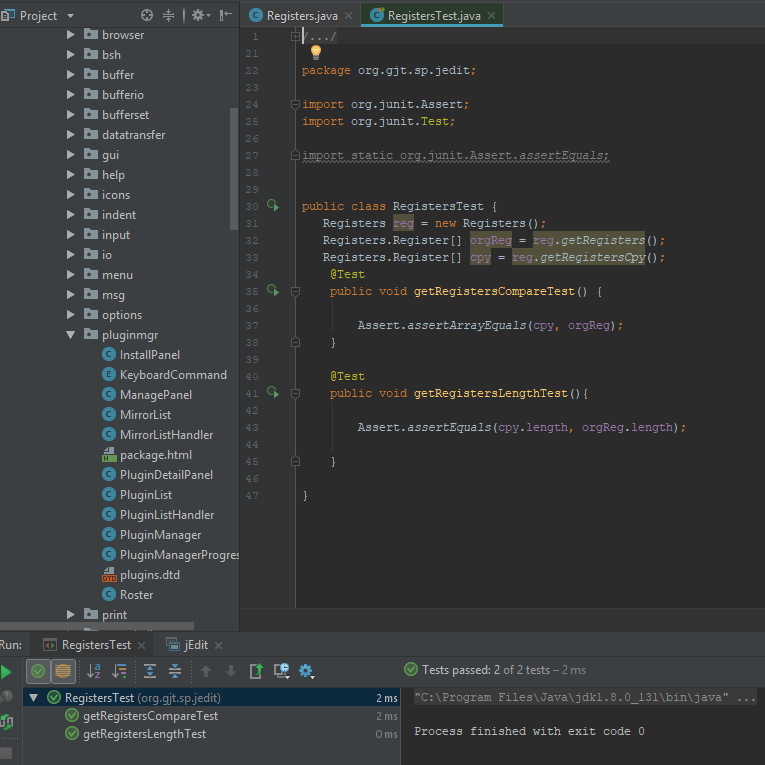 Project
browser
bsh
buffer
bufferio
bufferset
datatransfer
gui
help
icons
indent
input
io
menu
msg
options
pluginmgr
InstallPanel
KeyboardCommand
ManagePanel
MirrorList
MirrorListHandler
package.html
PluginDetailPanel
PluginList
PluginListHandler
PluginManager
PluginManagerProgres
plugins.dtd
Roster
print
Registers.java
RegistersTest.java
1 /.../
21
22 package org.gjt.sp.jedit;
23
24 import org.junit.Assert;
25 import org.junit.Test;
26
27 import static org.junit.Assert.assertEquals;
28
29
30 public class RegistersTest {
31 Registers reg = new Registers();
32 Registers.Register[] orgReg = reg.getRegisters();
33 Registers.Register[] cpy = reg.getRegistersCpy();
34 @Test
35 public void getRegistersCompareTest() {
36
37 Assert.assertArrayEquals(cpy, orgReg);
38 }
39
40 @Test
41 public void getRegistersLengthTest(){
42
43 Assert.assertEquals(cpy.length, orgReg.length);
44
45 }
46
47 }
Run: RegistersTest jEdit
Tests passed: 2 of 2 tests – 2 ms
RegistersTest (org.gjt.sp.jedit) 2 ms
getRegistersCompareTest 2 ms
getRegistersLengthTest 0 ms
"C:\Program Files\Java\jdk1.8.0_131\bin\java" ...
Process finished with exit code 0